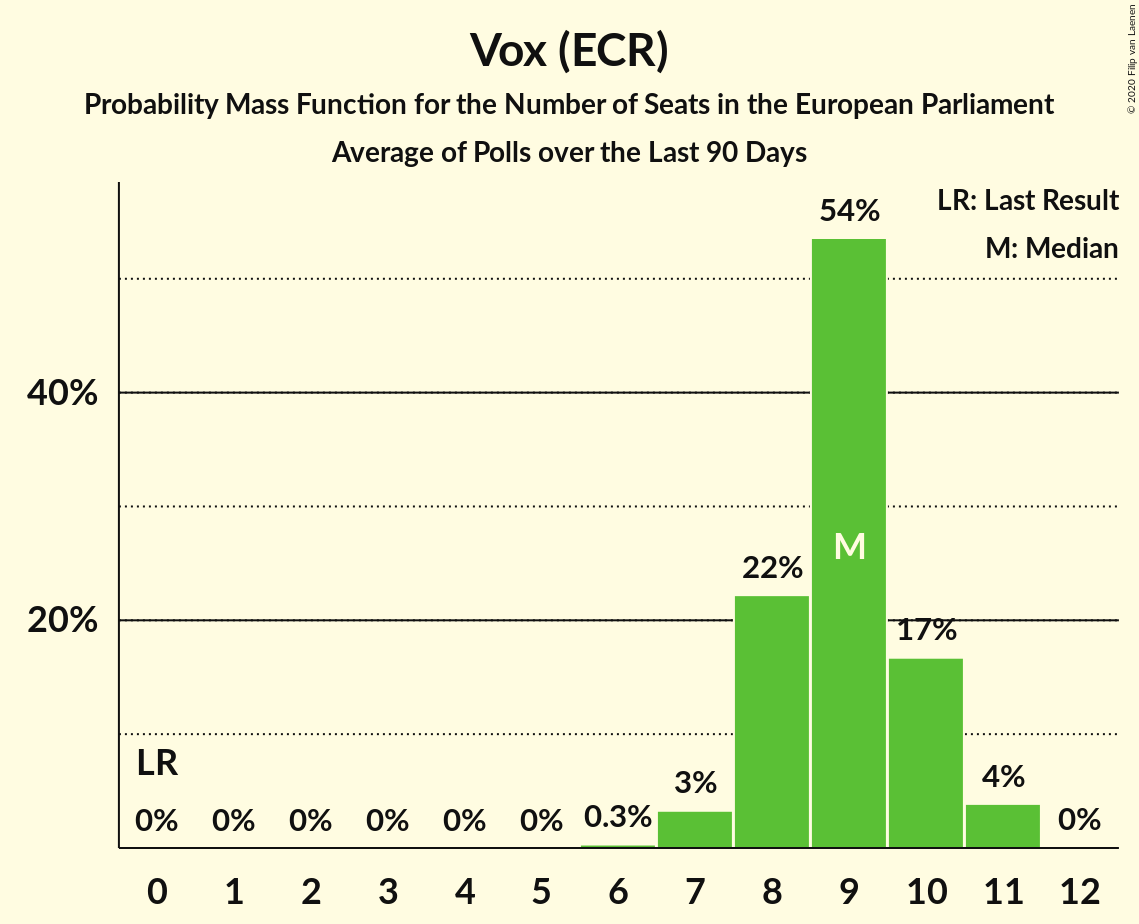 Vox (ECR)
Probability Mass Function for the Number of Seats in the European Parliament
Average of Polls over the Last 90 Days
© 2020 Filip van Laenen
LR: Last Result
M: Median
54%
40%
M
22%
20%
17%
LR
3%
4%
0% 0% 0% 0% 0% 0% 0.3% 0%
0 1 2 3 4 5 6 7 8 9 10 11 12